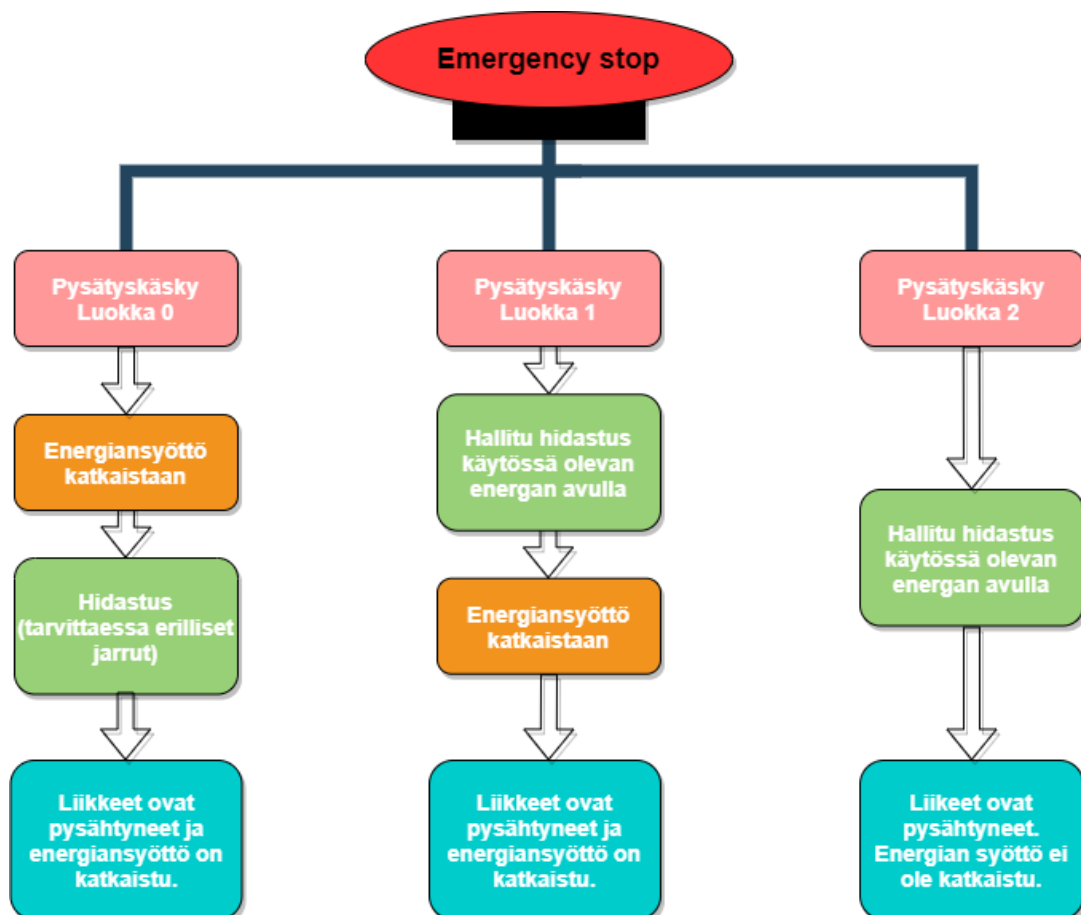 Emergency stop
Pysätyskäsky
Luokka 0
Energiansyöttö
katkaistaan
Hidastus
(tarvittaessa erilliset
jarrut)
Liikkeet ovat
pysähtyneet ja
energiansyöttö on
katkaistu.
Pysätyskäsky
Luokka 1
Hallitu hidastus
käytössä olevan
energan avulla
Energiansyöttö
katkaistaan
Liikkeet ovat
pysähtyneet ja
energiansyöttö on
katkaistu.
Pysätyskäsky
Luokka 2
Hallitu hidastus
käytössä olevan
energan avulla
Liikeet ovat
pysähtyneet.
Energian syöttö ei
ole katkaistu.